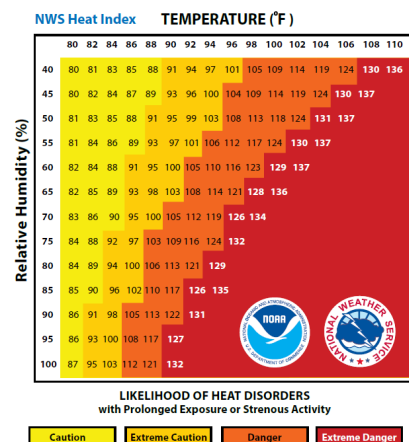 NWS Heat Index TEMPERATURE (°F)
80 82 84 86 88 90 92 94 96 98 100 102 104 106 108 110
Relative Humidity (%)
40 80 81 83 85 88 91 94 97 101 105 109 114 119 124 130 136
45 80 82 84 87 89 93 96 100 104 109 114 119 124 130 137
50 81 83 85 88 91 95 99 103 108 113 118 124 131 137
55 81 84 86 89 93 97 101 106 112 117 124 130 137
60 82 84 88 91 95 100 105 110 116 123 129 137
65 82 85 89 93 98 103 108 114 121 128 136
70 83 86 90 95 100 105 112 119 126 134
75 84 88 92 97 103 109 116 124 132
80 84 89 94 100 106 113 121 129
85 85 90 96 102 110 117 126 135
90 86 91 98 105 113 122 131
95 86 93 100 108 117 127
100 87 95 103 112 121 132
NATIONAL OCEANIC AND ATMOSPHERIC ADMINISTRATION
NOAA
U.S. DEPARTMENT OF COMMERCE
NATIONAL WEATHER SERVICE
LIKELIHOOD OF HEAT DISORDERS
with Prolonged Exposure or Strenous Activity
Caution Extreme Caution Danger Extreme Danger